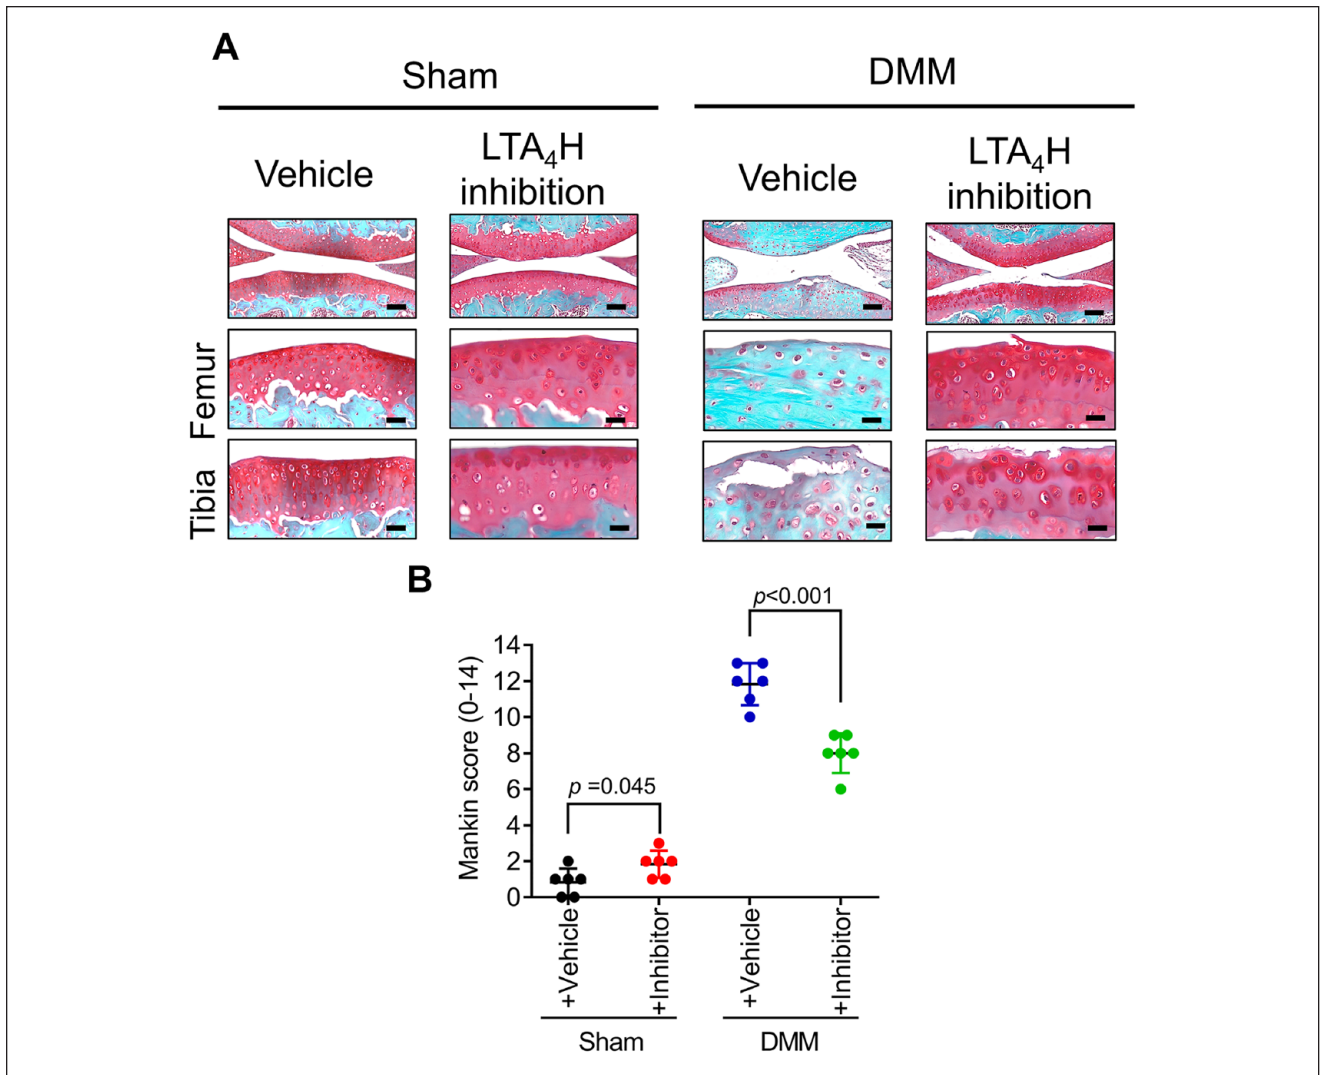 A
Sham
DMM
Vehicle
LTA₄H
inhibition
Vehicle
LTA₄H
inhibition
Femur
Tibia
B
Mankin score (0-14)
14
12
10
8
6
4
2
0
p =0.045
p<0.001
+Vehicle
+Inhibitor
+Vehicle
+Inhibitor
Sham
DMM